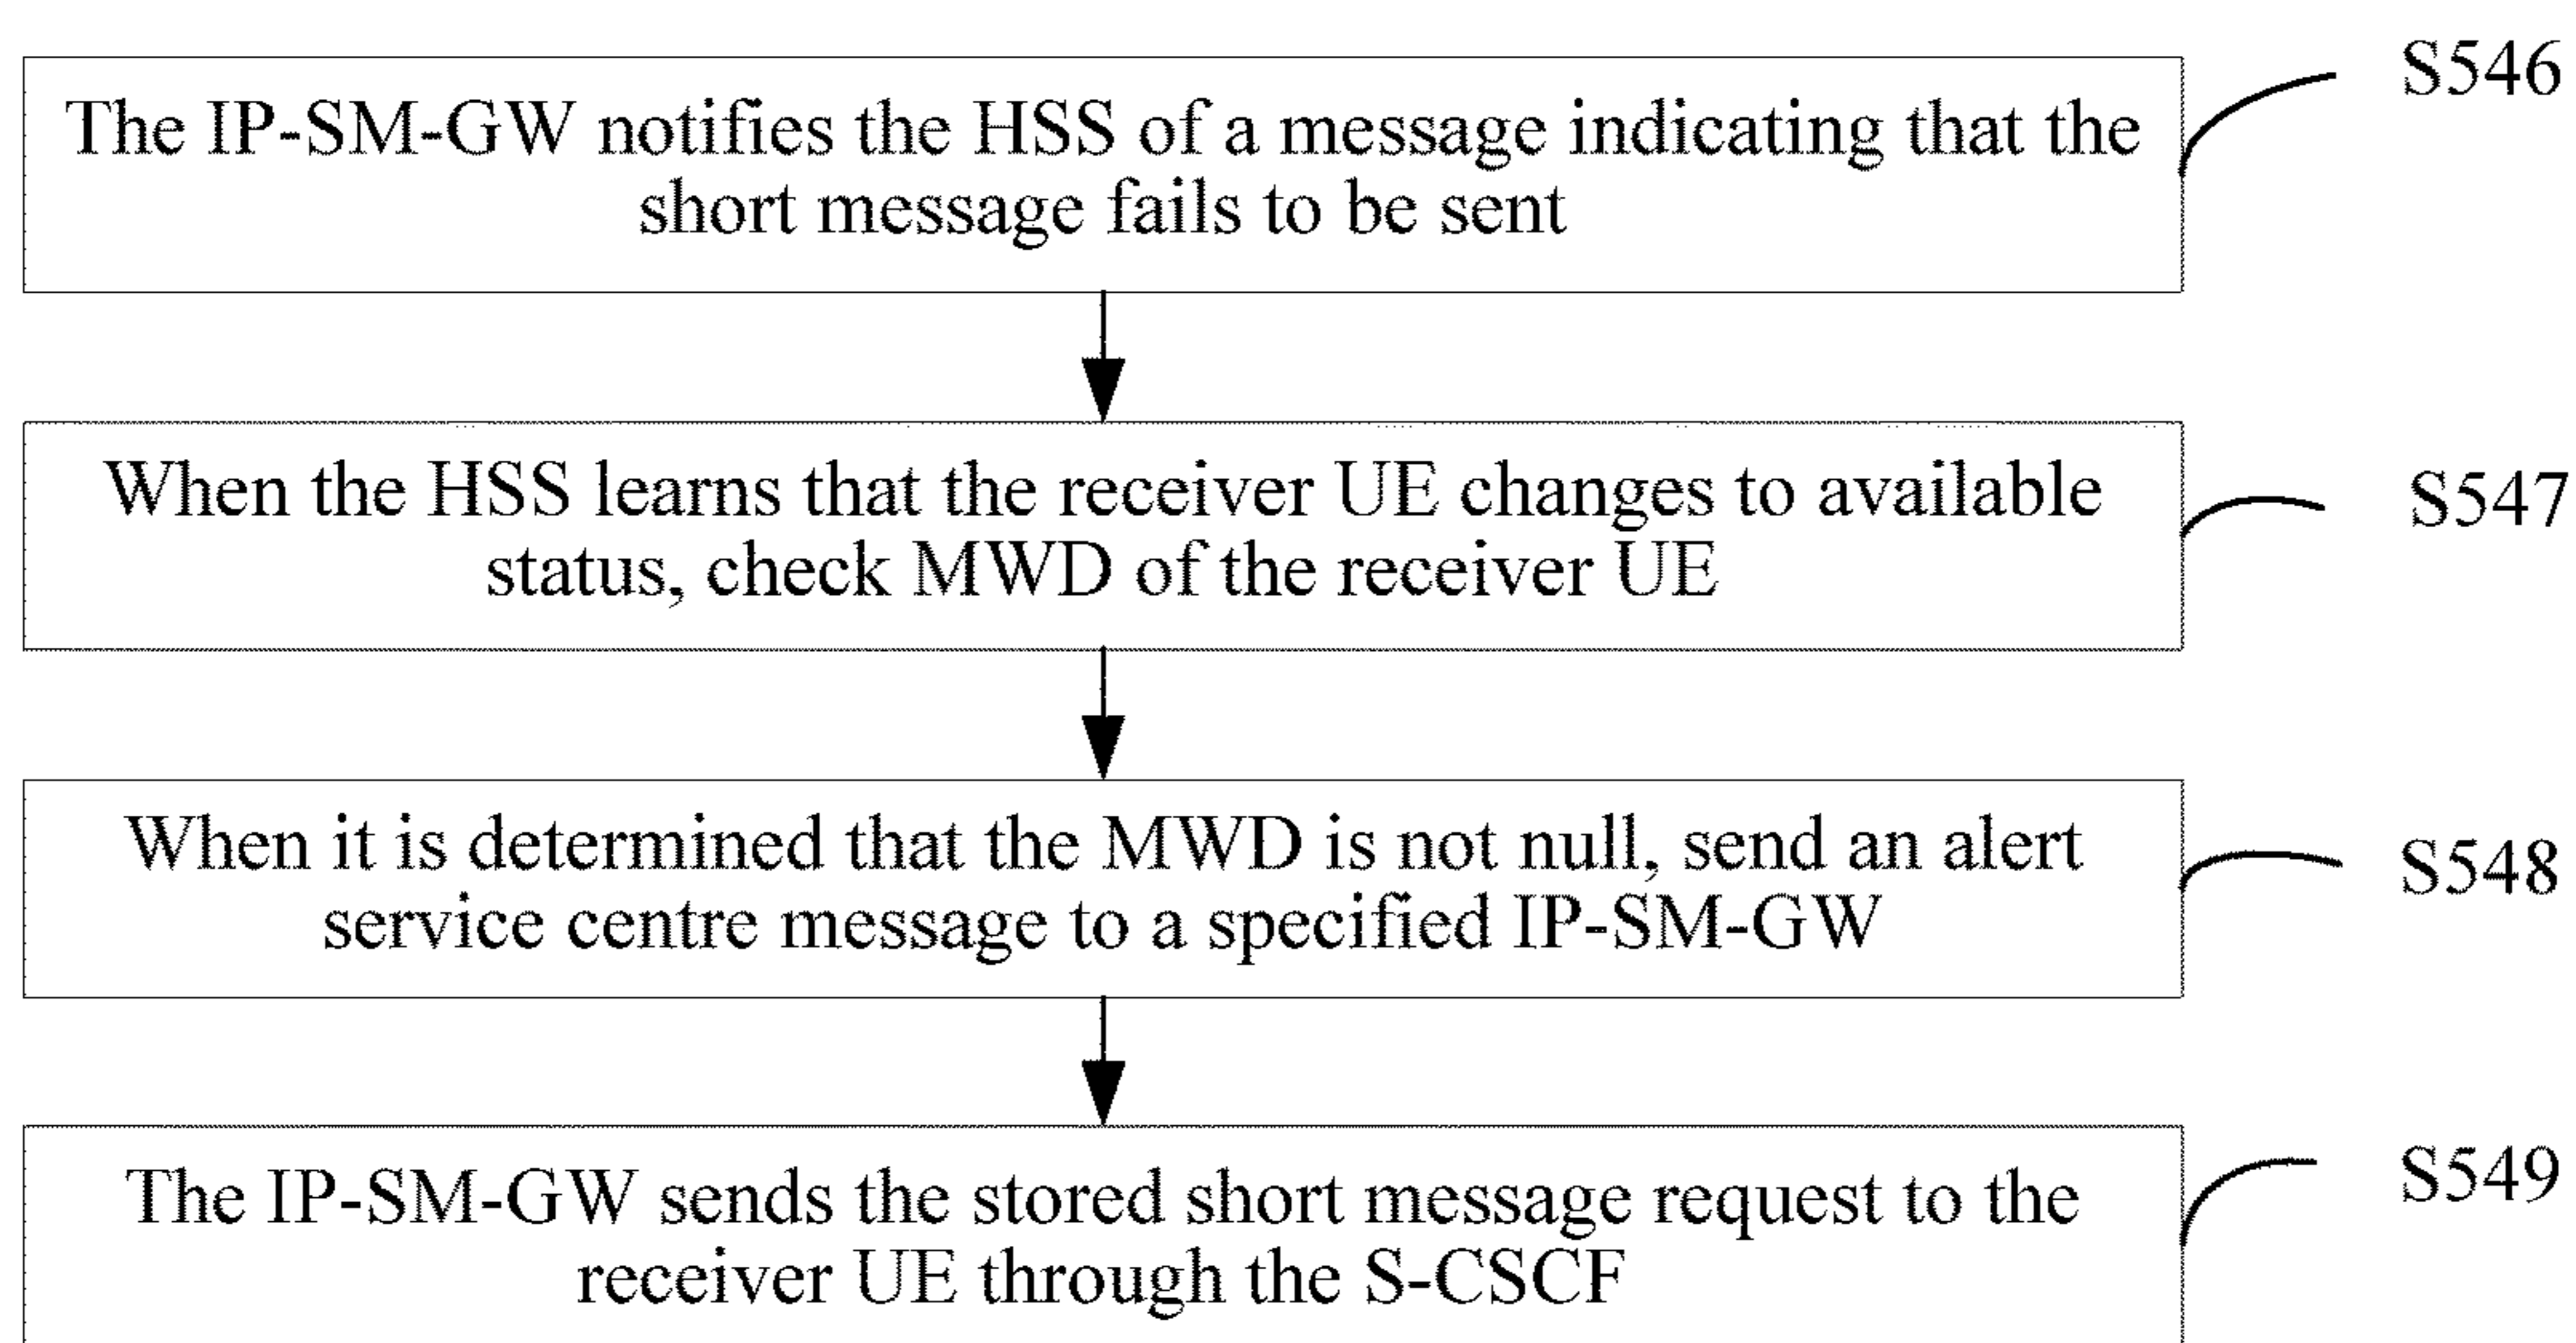 The IP-SM-GW notifies the HSS of a message indicating that the
short message fails to be sent
S546
When the HSS learns that the receiver UE changes to available
status, check MWD of the receiver UE
S547
When it is determined that the MWD is not null, send an alert
service centre message to a specified IP-SM-GW
S548
The IP-SM-GW sends the stored short message request to the
receiver UE through the S-CSCF
S549